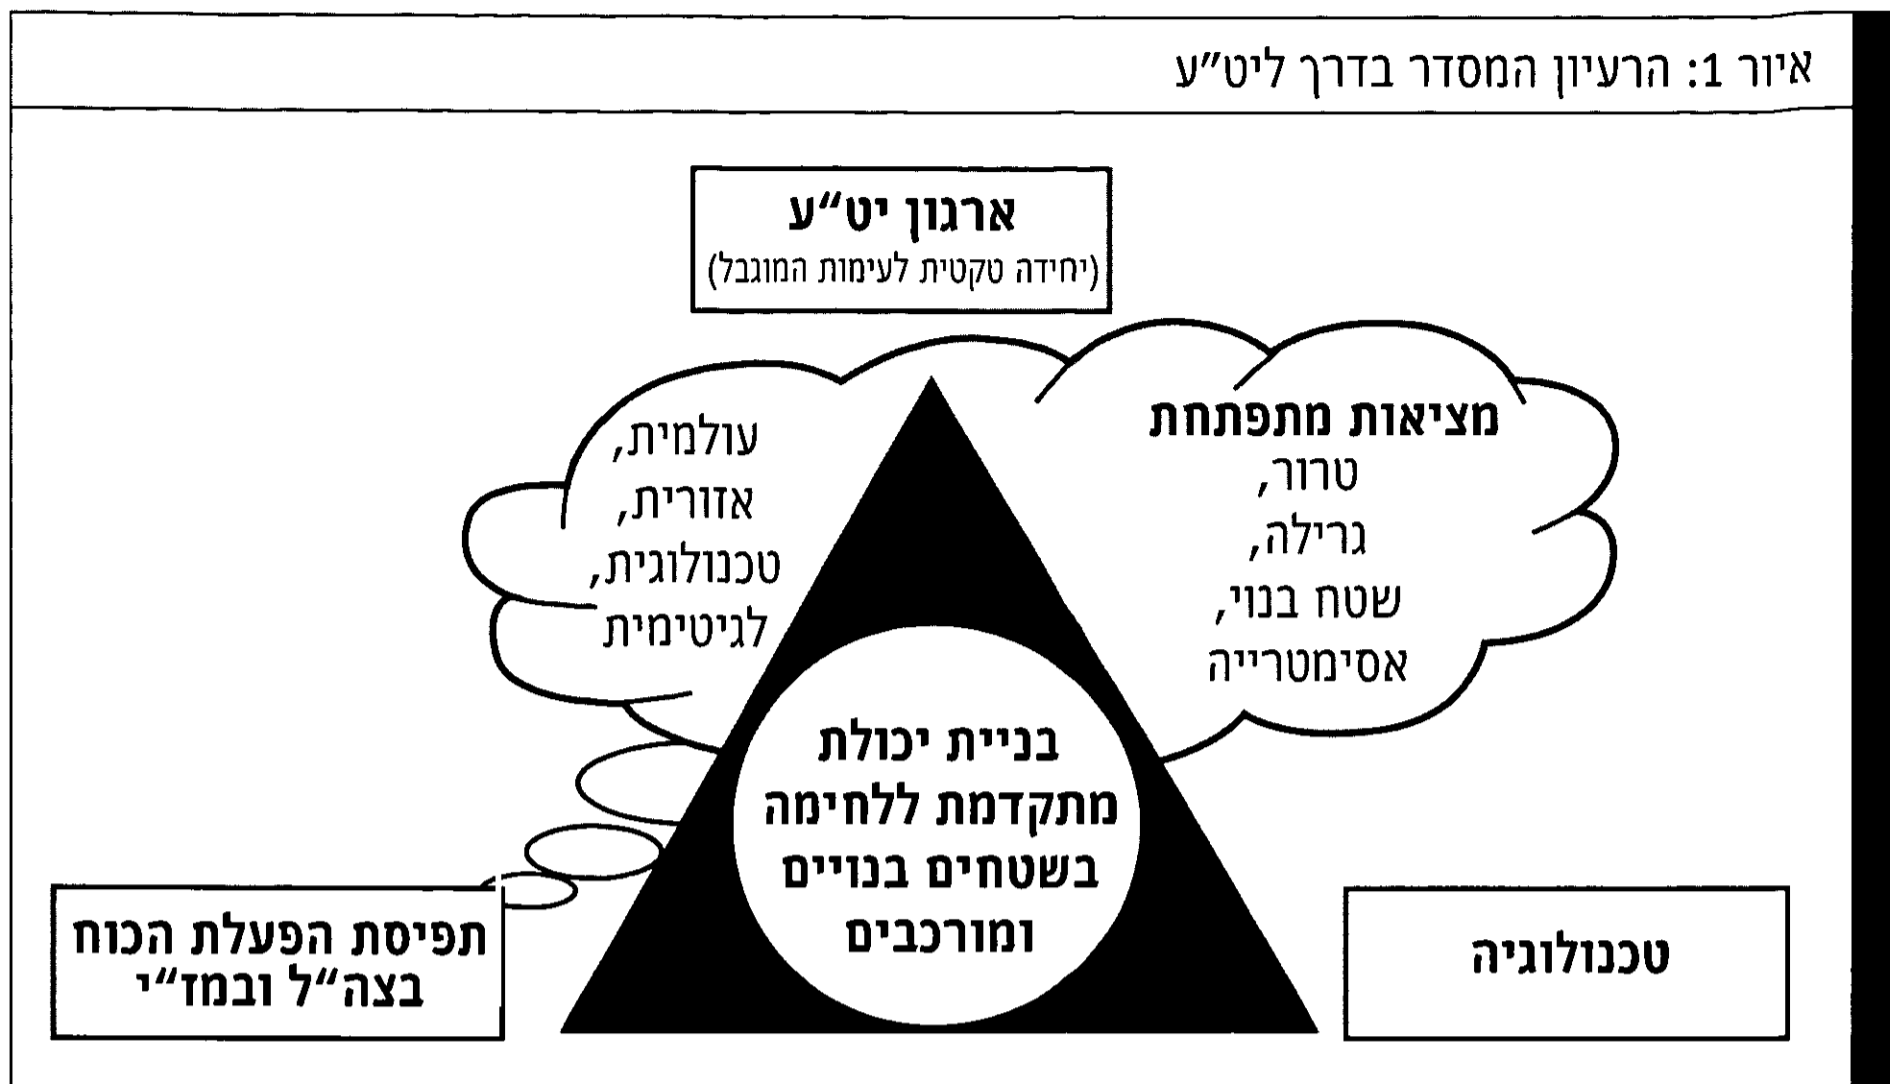 איור 1: הרעיון המסדר בדרך ליט"ע
ארגון יט"ע
(יחידה טקטית לעימות המוגבל)
מציאות מתפתחת
טרור,
גרילה,
שטח בנוי,
אסימטרייה
עולמית,
אזורית,
טכנולוגית,
לגיטימית
בניית יכולת
מתקדמת ללחימה
בשטחים בנויים
ומורכבים
טכנולוגיה
תפיסת הפעלת הכוח
בצה"ל ובמז"י